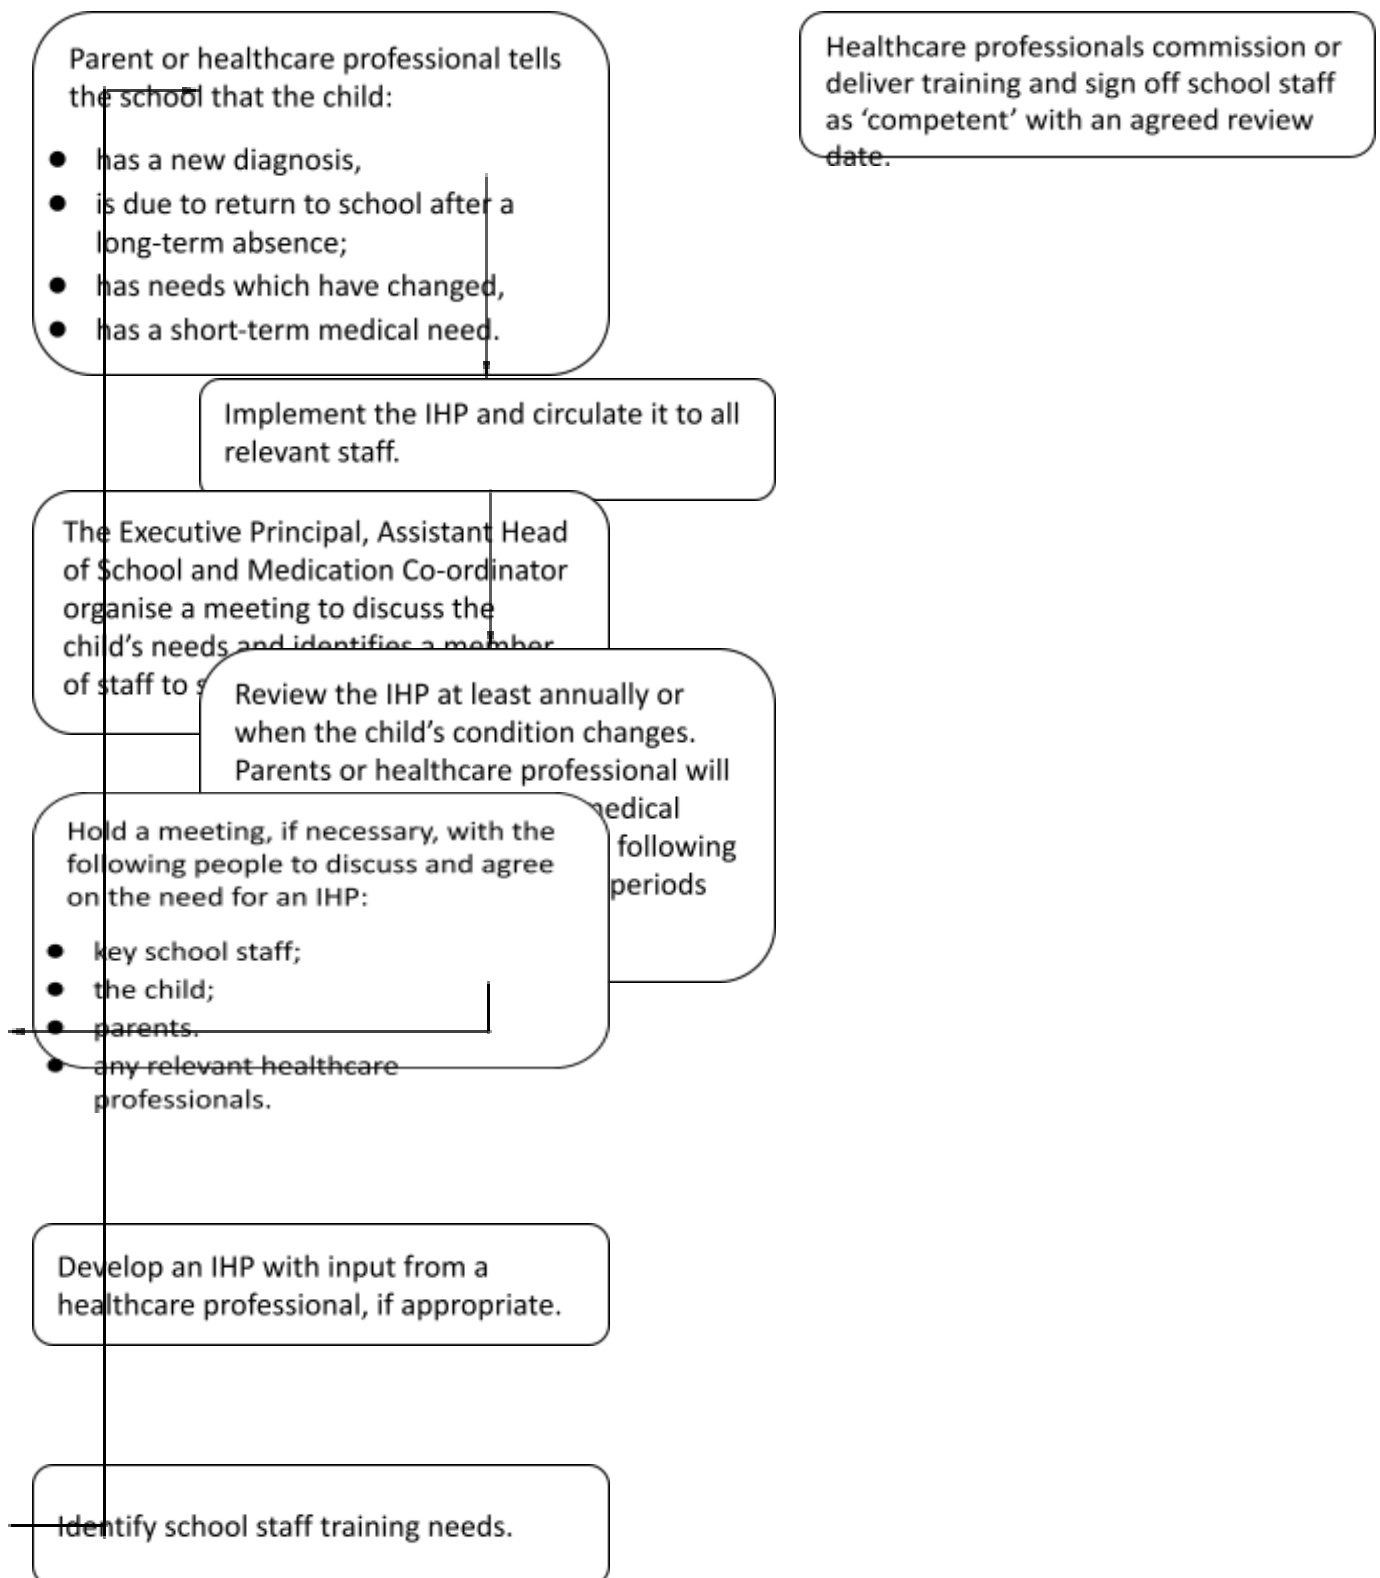 Parent or healthcare professional tells
the school that the child:
● has a new diagnosis,
● is due to return to school after a
long-term absence;
● has needs which have changed,
● has a short-term medical need.
Healthcare professionals commission or
deliver training and sign off school staff
as ‘competent’ with an agreed review
date.
Implement the IHP and circulate it to all
relevant staff.
The Executive Principal, Assistant Head
of School and Medication Co-ordinator
organise a meeting to discuss the
child’s needs and identifies a member
of staff to
Review the IHP at least annually or
when the child’s condition changes.
Parents or healthcare professional will
medical
following
periods
Hold a meeting, if necessary, with the
following people to discuss and agree
on the need for an IHP:
● key school staff;
● the child;
● parents.
● any relevant healthcare
professionals.
Develop an IHP with input from a
healthcare professional, if appropriate.
Identify school staff training needs.